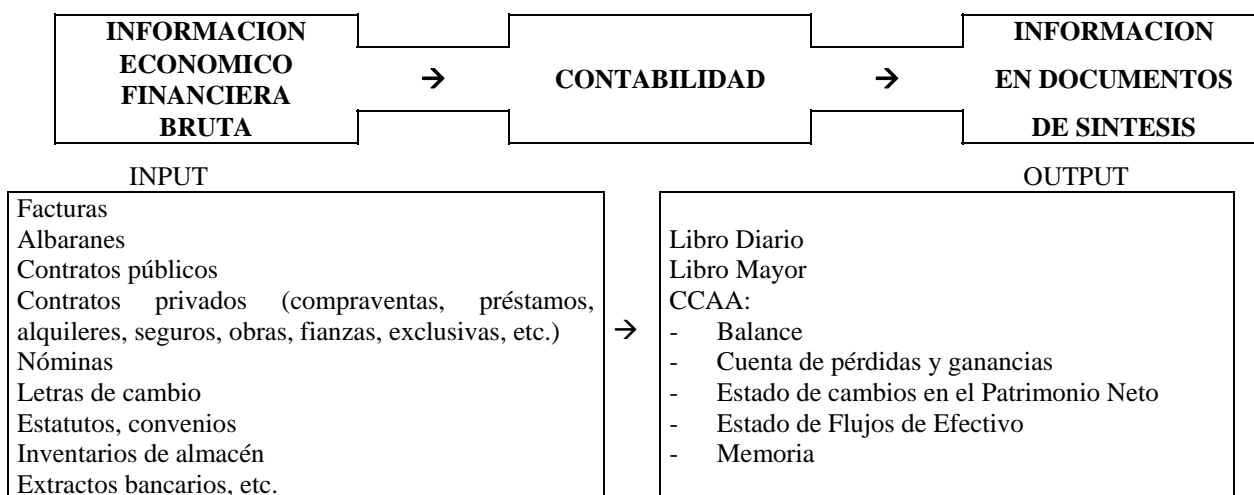 INFORMACION
ECONOMICO
FINANCIERA
BRUTA
→
CONTABILIDAD
→
INFORMACION
EN DOCUMENTOS
DE SINTESIS
INPUT
OUTPUT
Facturas
Albaranes
Contratos públicos
Contratos privados (compraventas, préstamos,
alquileres, seguros, obras, fianzas, exclusivas, etc.)
Nóminas
Letras de cambio
Estatutos, convenios
Inventarios de almacén
Extractos bancarios, etc.
→
Libro Diario
Libro Mayor
CCAA:
- Balance
- Cuenta de pérdidas y ganancias
- Estado de cambios en el Patrimonio Neto
- Estado de Flujos de Efectivo
- Memoria